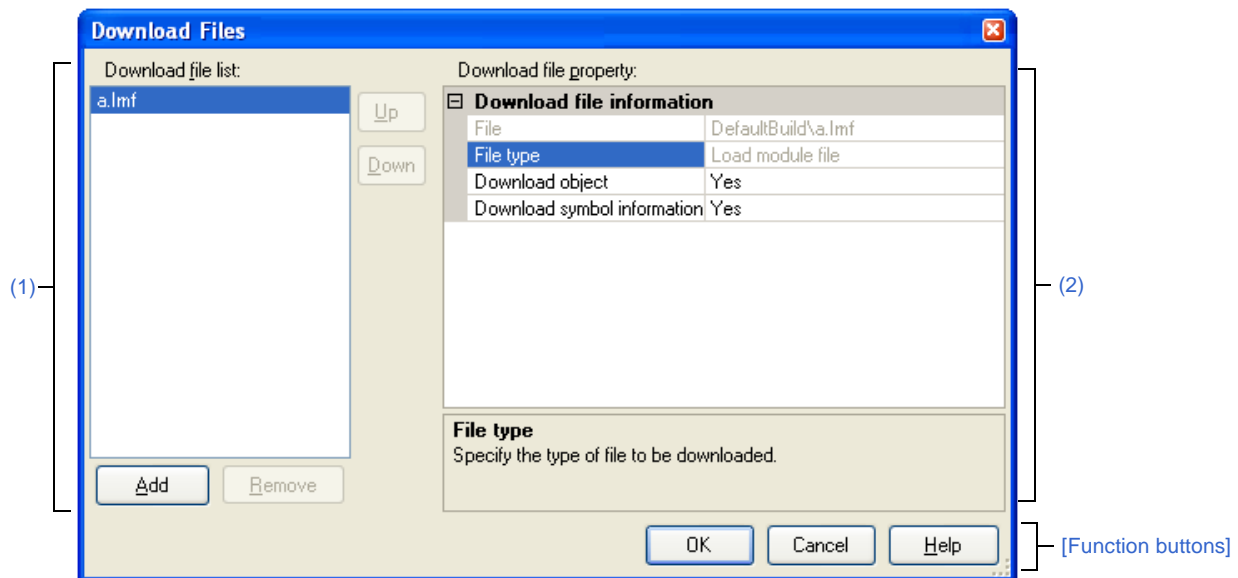 Download Files
Download file list:
a.lmf
Up
Down
Add
Remove
Download file property:
Download file information
File DefaultBuild\a.lmf
File type Load module file
Download object Yes
Download symbol information Yes
File type
Specify the type of file to be downloaded.
OK Cancel Help
(1)
(2)
[Function buttons]